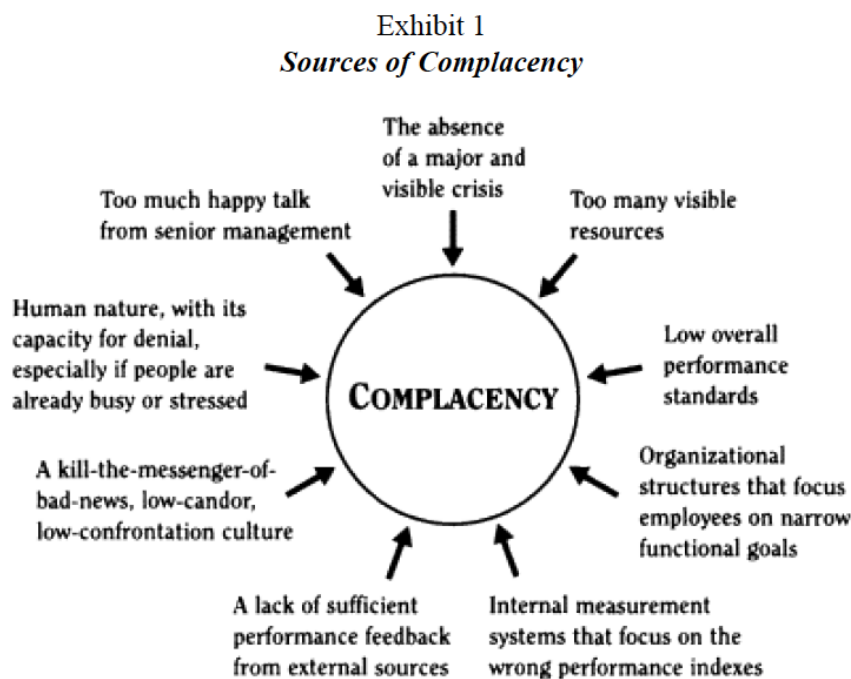 Exhibit 1
Sources of Complacency
The absence
of a major and
visible crisis
Too many visible
resources
Low overall
performance
standards
Organizational
structures that focus
employees on narrow
functional goals
Internal measurement
systems that focus on the
wrong performance indexes
A lack of sufficient
performance feedback
from external sources
A kill-the-messenger-of-
bad-news, low-candor,
low-confrontation culture
Human nature, with its
capacity for denial,
especially if people are
already busy or stressed
Too much happy talk
from senior management
COMPLACENCY